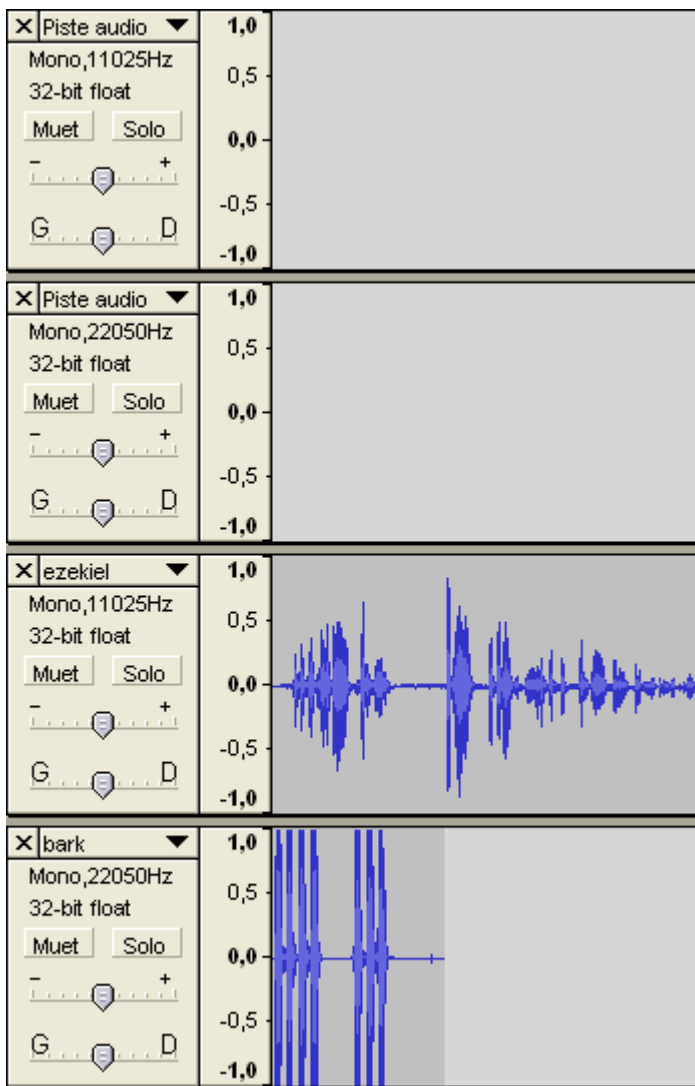 Piste audio
Mono,11025Hz
32-bit float
Muet Solo
- +
G D
1,0
0,5
0,0
-0,5
-1,0
Piste audio
Mono,22050Hz
32-bit float
Muet Solo
- +
G D
1,0
0,5
0,0
-0,5
-1,0
ezekiel
Mono,11025Hz
32-bit float
Muet Solo
- +
G D
1,0
0,5
0,0
-0,5
-1,0
bark
Mono,22050Hz
32-bit float
Muet Solo
- +
G D
1,0
0,5
0,0
-0,5
-1,0